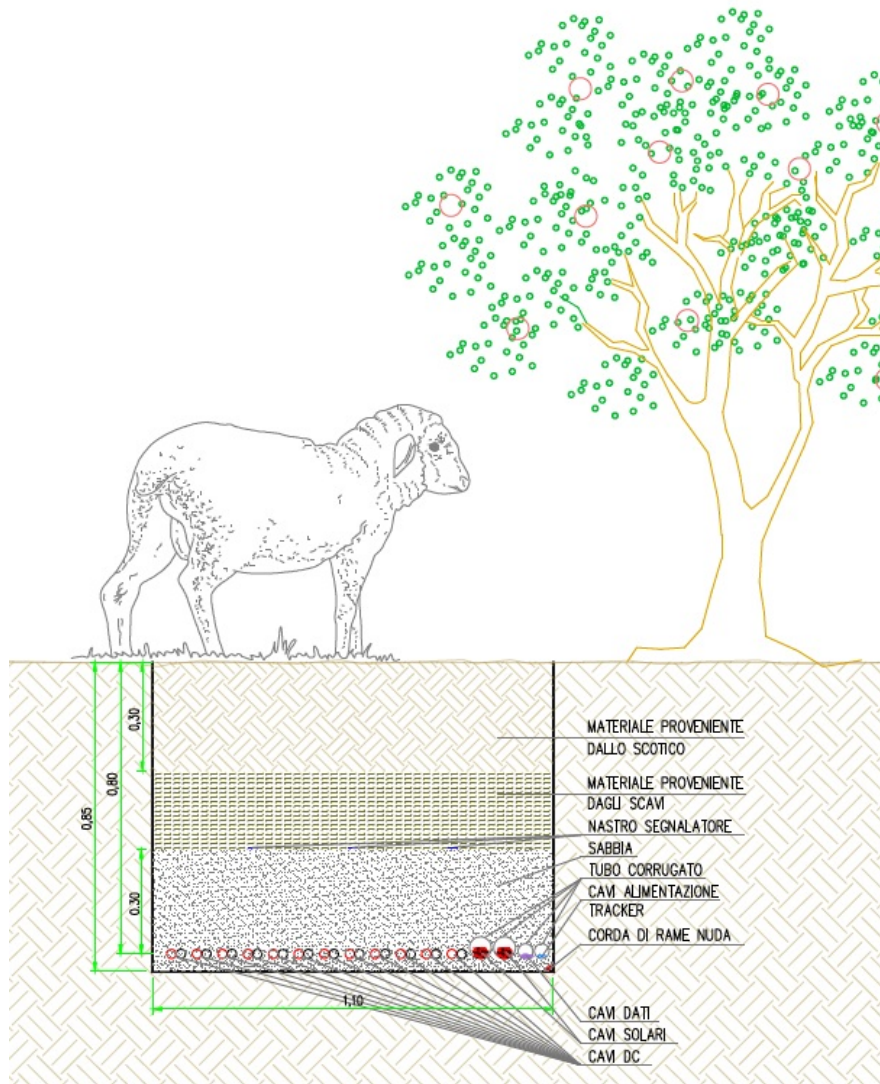 0,30
0,80
0,85
0.30
1,10
MATERIALE PROVENIENTE
DALLO SCOTICO
MATERIALE PROVENIENTE
DAGLI SCAVI
NASTRO SEGNALATORE
SABBIA
TUBO CORRUGATO
CAVI ALIMENTAZIONE
TRACKER
CORDA DI RAME NUDA
CAVI DATI
CAVI SOLARI
CAVI DC